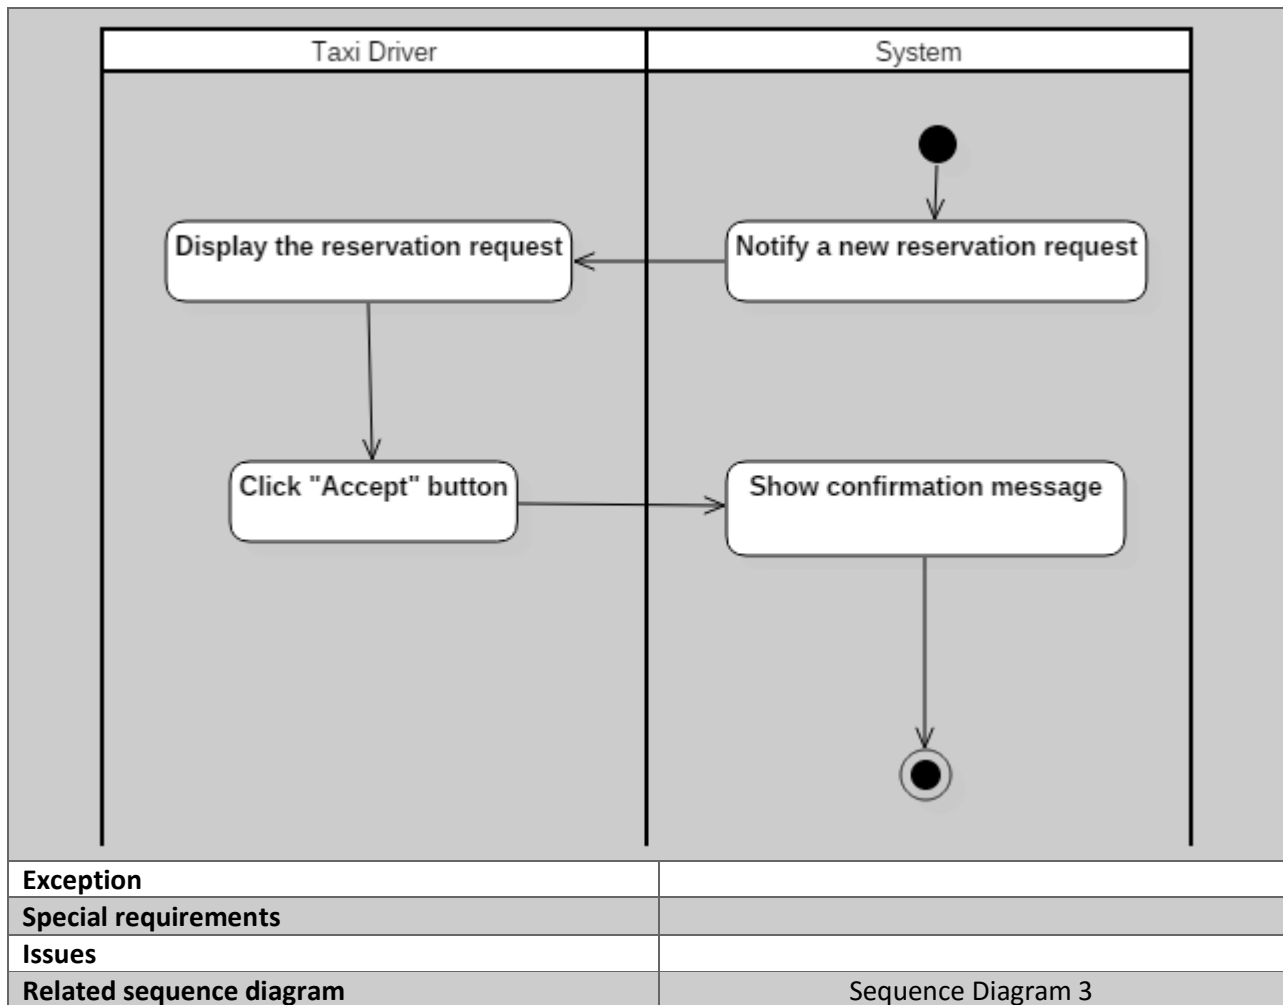 Taxi Driver
System
Display the reservation request
Notify a new reservation request
Click "Accept" button
Show confirmation message
Exception
Special requirements
Issues
Related sequence diagram
Sequence Diagram 3